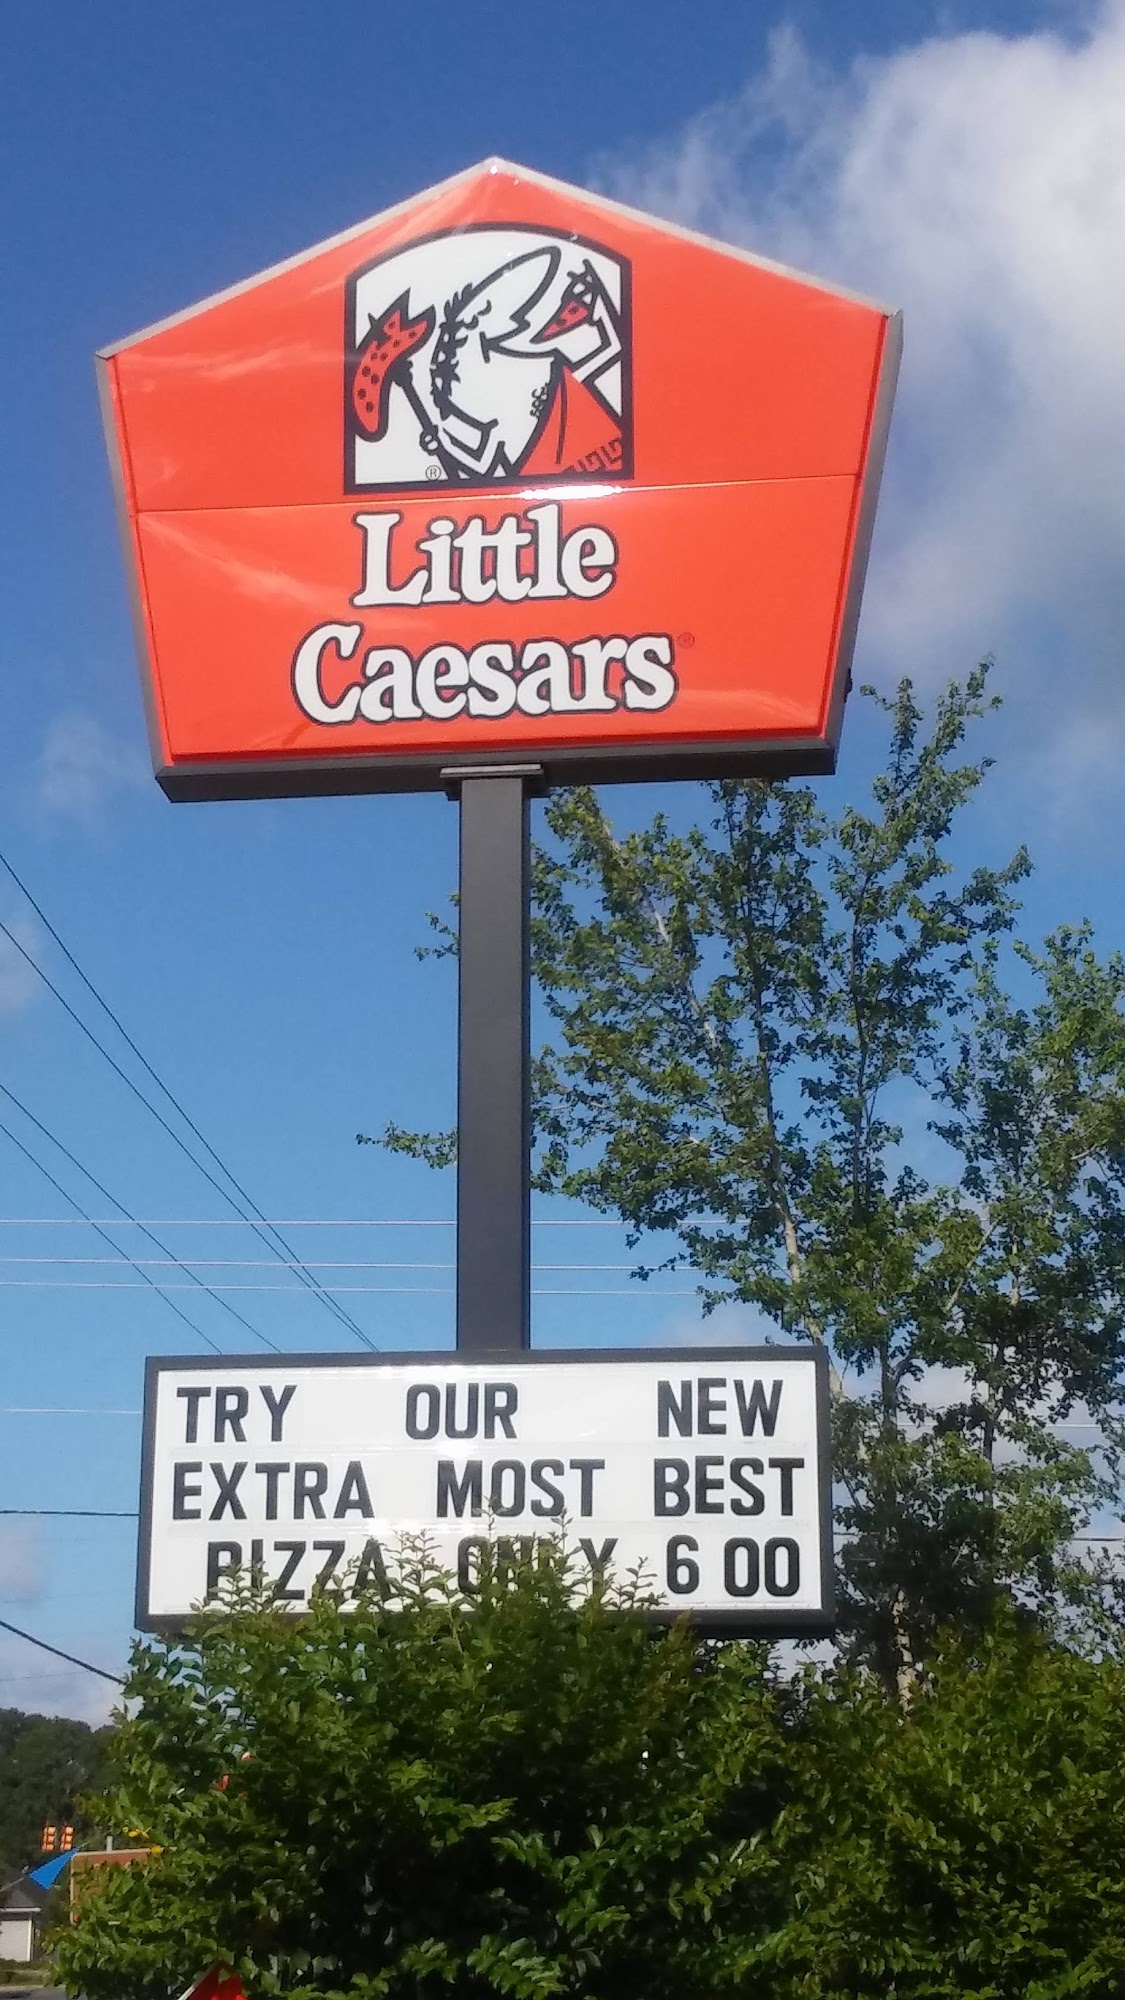 Little
Caesars®
TRY OUR NEW
EXTRA MOST BEST
PIZZA ONLY 6 00